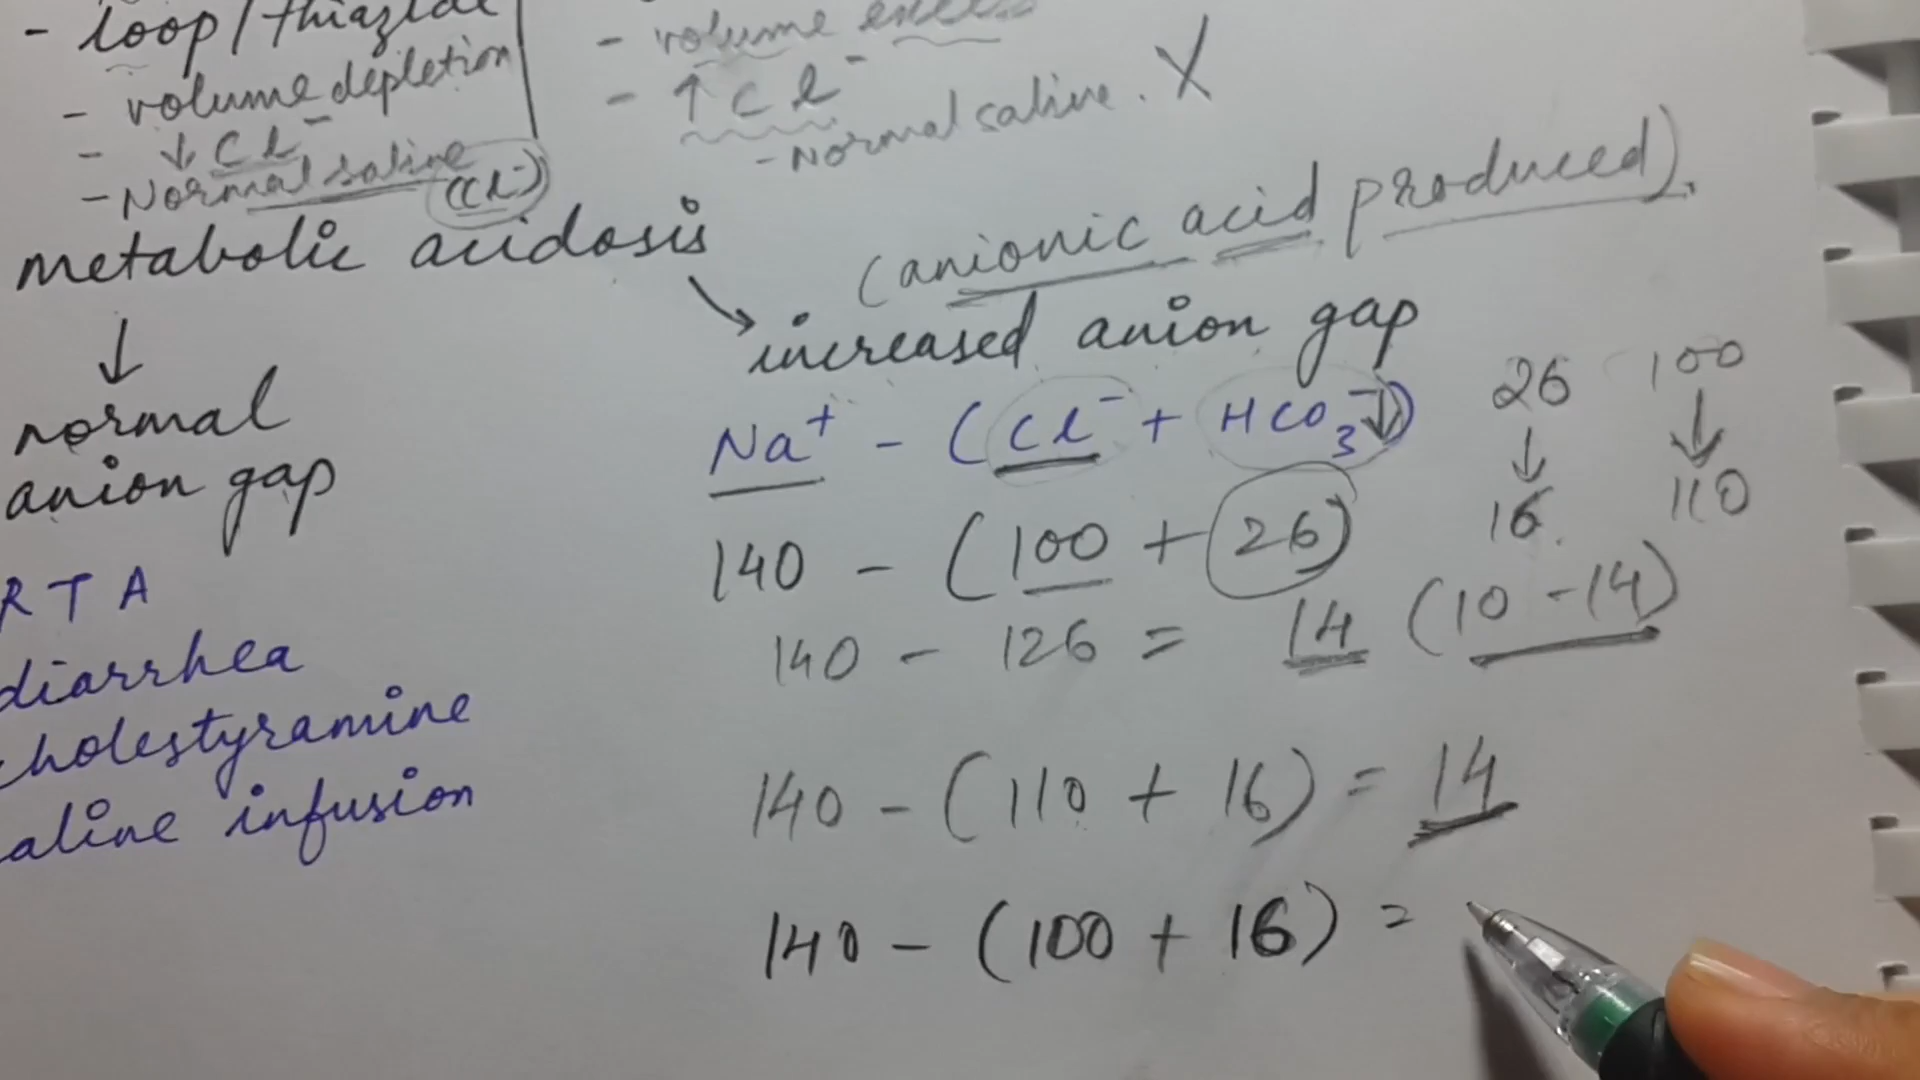 - loop / thiazide
- volume depletion
- ↓ Cl⁻
- Normal saline
(Cl⁻)
- volume excess
- ↑ Cl⁻
- Normal saline. X
metabolic acidosis
↓
normal
anion gap
RTA
diarrhea
cholestyramine
aline infusion
(anionic acid produced).
increased anion gap
Na⁺ - (Cl⁻ + HCO₃⁻↓)
140 - (100 + 26)
140 - 126 = 14 (10 - 14)
26 100
↓ ↓
16 110
140 - (110 + 16) = 14
140 - (100 + 16) =